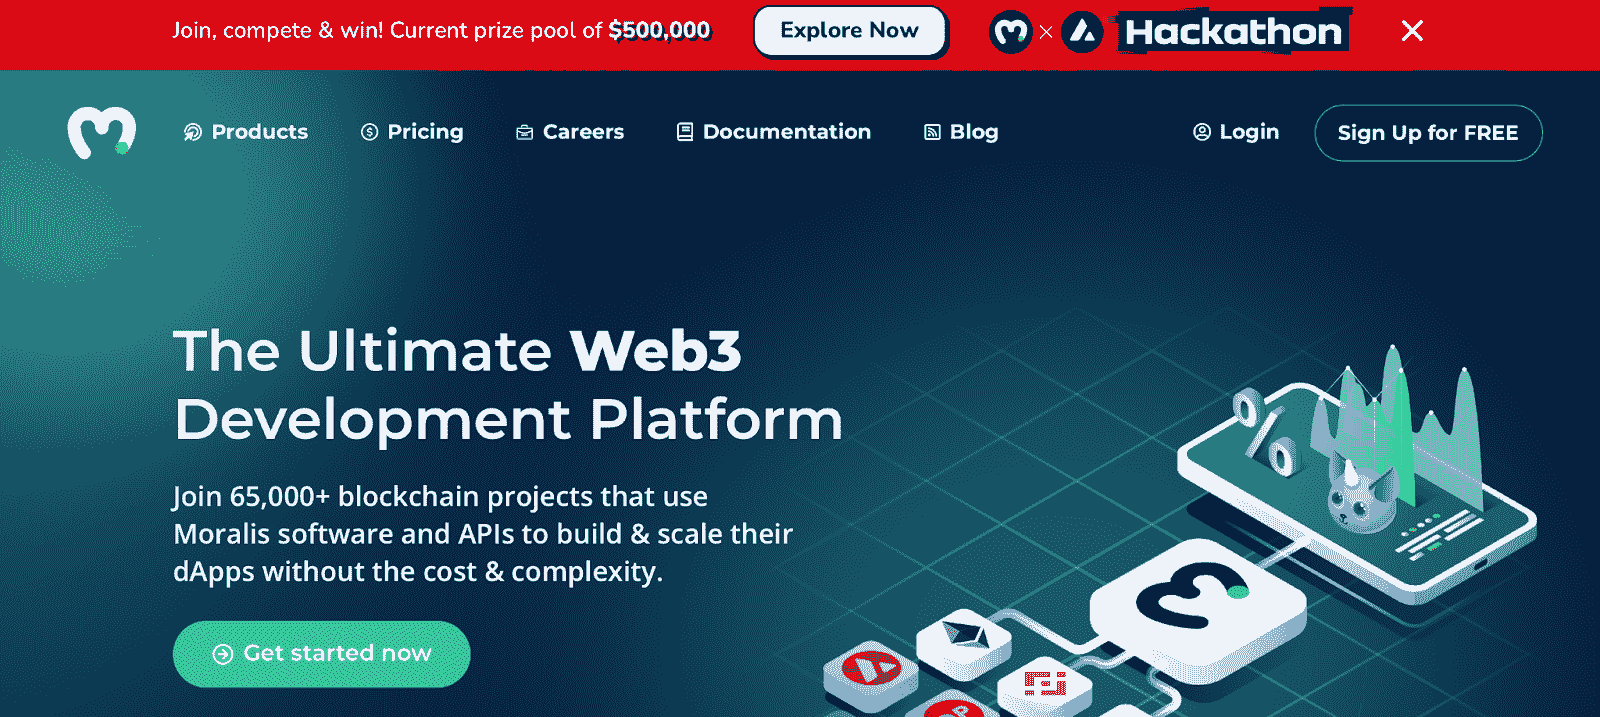 Join, compete & win! Current prize pool of $500,000
Explore Now
Hackathon
Products
Pricing
Careers
Documentation
Blog
Login
Sign Up for FREE
The Ultimate Web3
Development Platform
Join 65,000+ blockchain projects that use
Moralis software and APIs to build & scale their
dApps without the cost & complexity.
Get started now
%